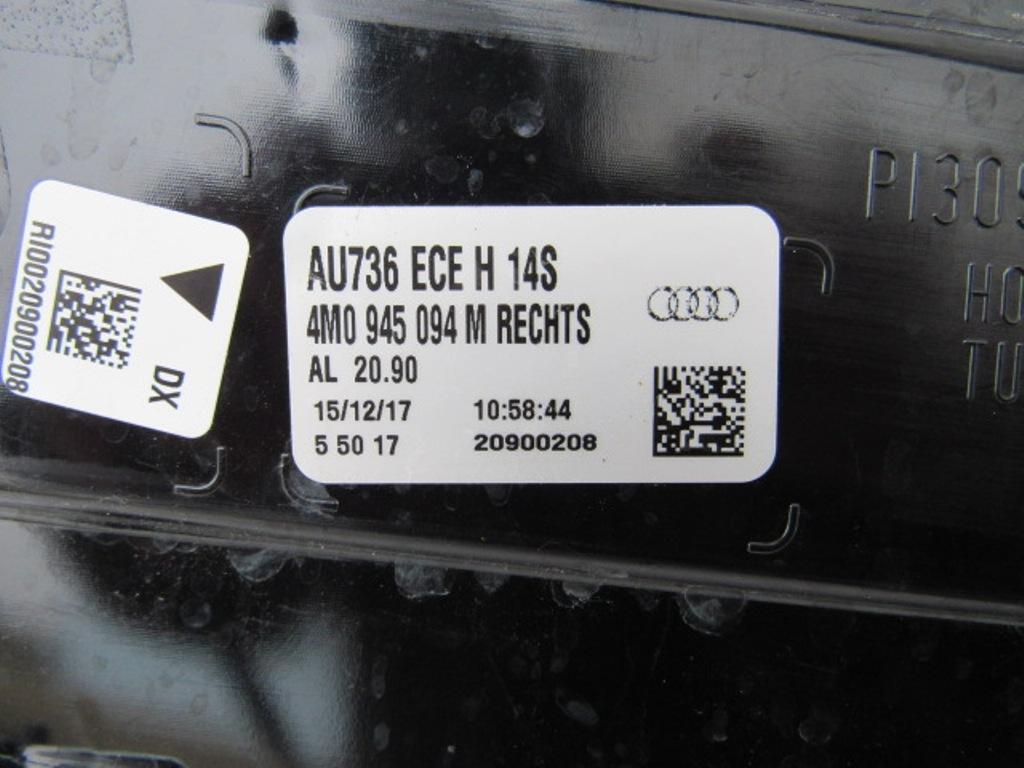 RI0020900208
DX
AU736 ECE H 14S
4M0 945 094 M RECHTS
AL 20.90
15/12/17 10:58:44
5 50 17 20900208
PI309
HO
TU